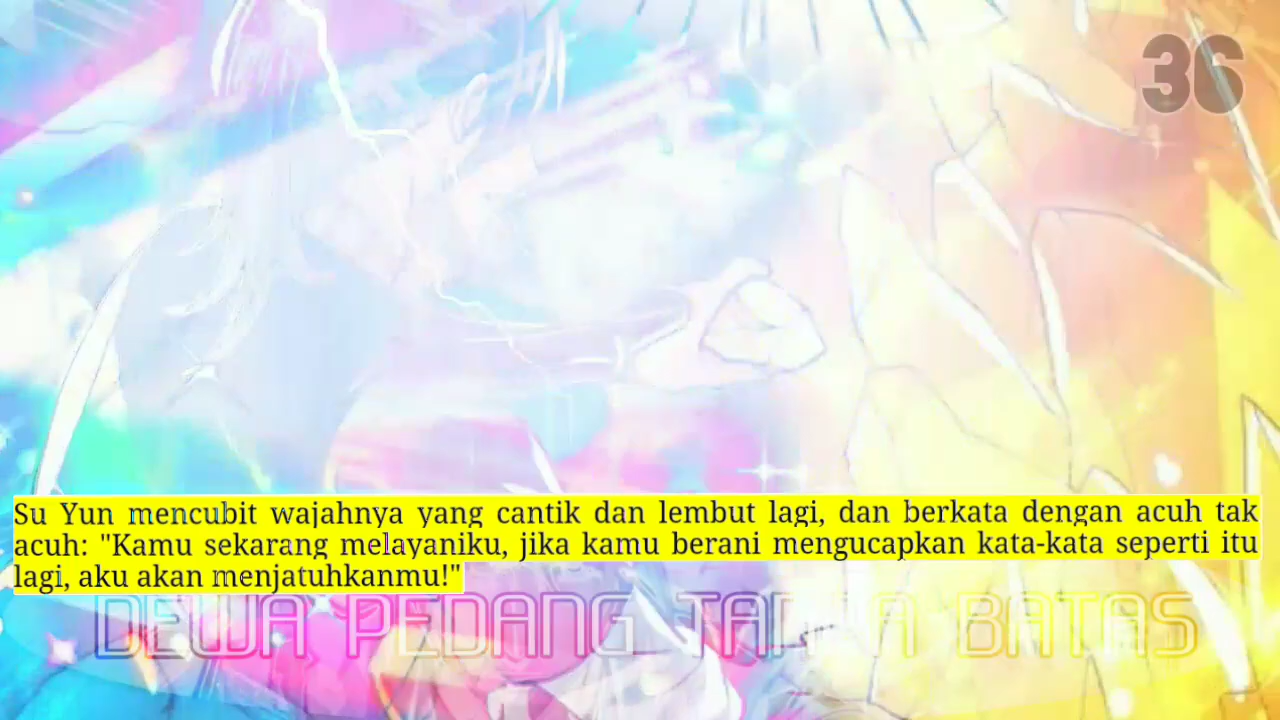 36
Su Yun mencubit wajahnya yang cantik dan lembut lagi, dan berkata dengan acuh tak
acuh: "Kamu sekarang melayaniku, jika kamu berani mengucapkan kata-kata seperti itu
lagi, aku akan menjatuhkanmu!"
DEWA PEDANG TANPA BATAS